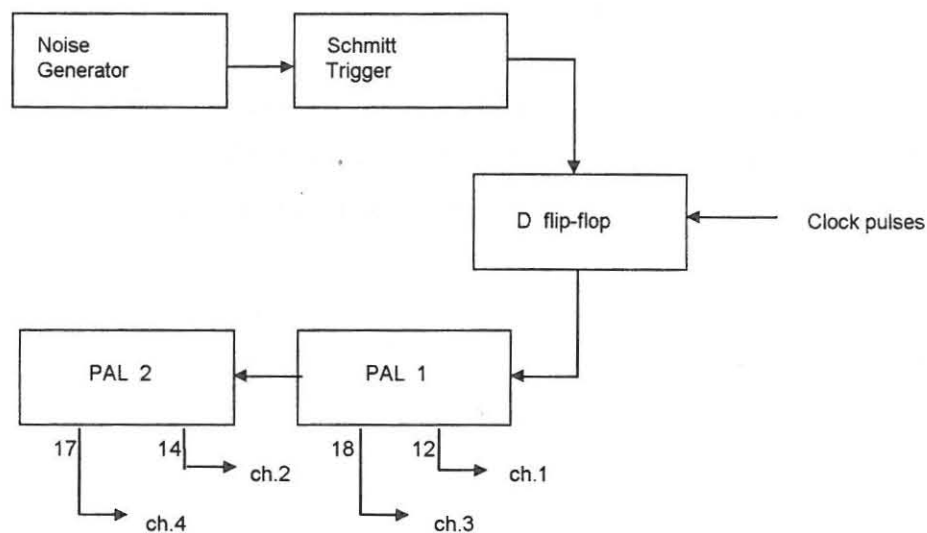 Noise
Generator
Schmitt
Trigger
D flip-flop
Clock pulses
PAL 2
PAL 1
17
14
18
12
ch.2
ch.1
ch.4
ch.3